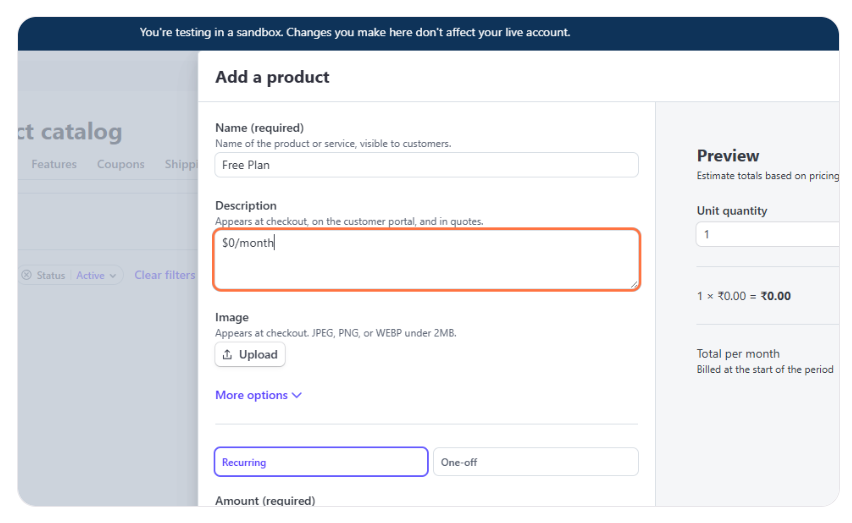 You're testing in a sandbox. Changes you make here don't affect your live account.
Add a product
ct catalog
Features Coupons Shippi
Status Active
Clear filters
Name (required)
Name of the product or service, visible to customers.
Free Plan
Description
Appears at checkout, on the customer portal, and in quotes.
$0/month
Image
Appears at checkout. JPEG, PNG, or WEBP under 2MB.
Upload
More options
Recurring
One-off
Amount (required)
Preview
Estimate totals based on pricing
Unit quantity
1
1 × ₹0.00 = ₹0.00
Total per month
Billed at the start of the period